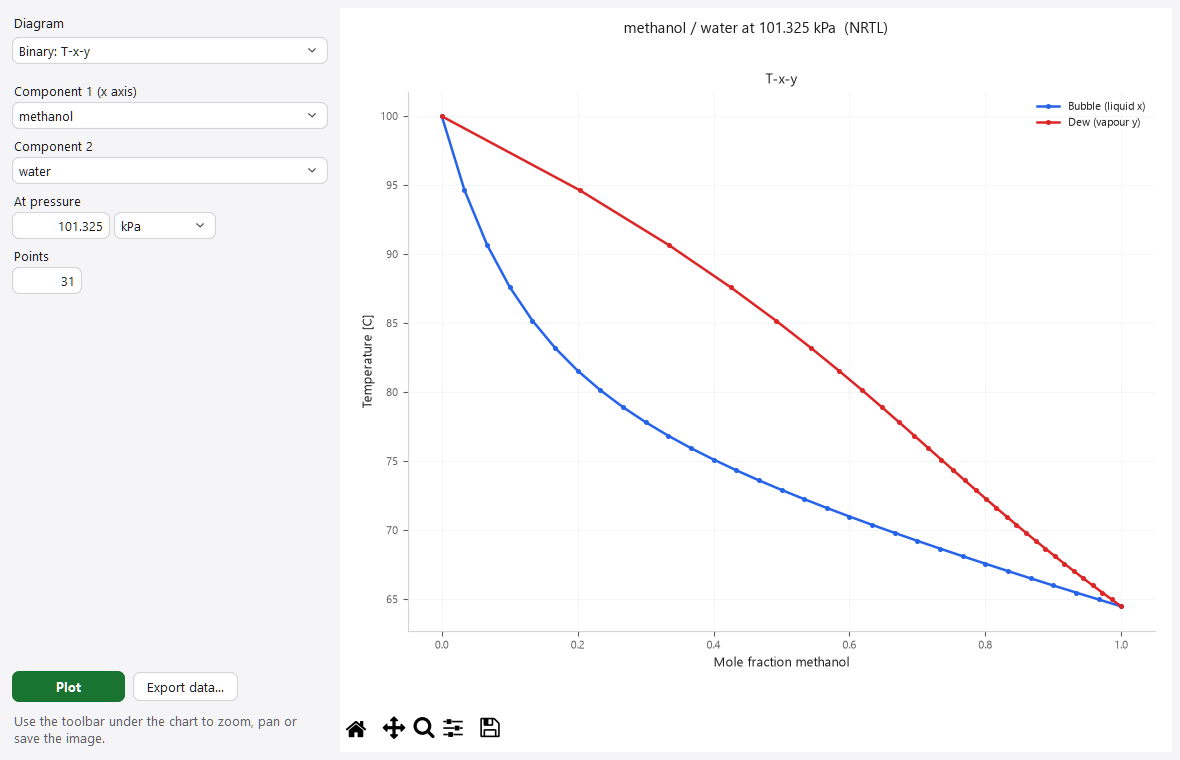 Diagram
Binary: T-x-y
Component 1 (x axis)
methanol
Component 2
water
At pressure
101.325 kPa
Points
31
Plot Export data...
Use the toolbar under the chart to zoom, pan or
save the image.
methanol / water at 101.325 kPa (NRTL)
T-x-y
Bubble (liquid x)
Dew (vapour y)
Temperature [C]
100
95
90
85
80
75
70
65
0.0 0.2 0.4 0.6 0.8 1.0
Mole fraction methanol